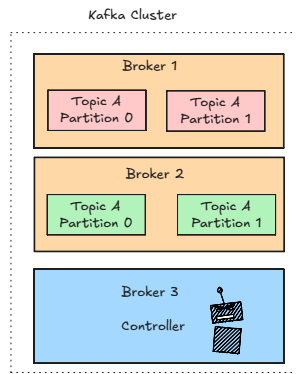 Kafka Cluster
Broker 1
Topic A
Partition 0
Topic A
Partition 1
Broker 2
Topic A
Partition 0
Topic A
Partition 1
Broker 3
Controller